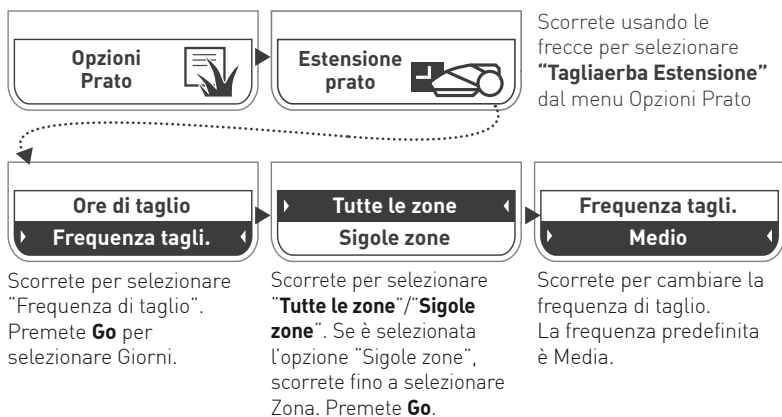 Opzioni
Prato
Estensione
prato
Scorrete usando le
frecce per selezionare
“Tagliaerba Estensione”
dal menu Opzioni Prato
Ore di taglio
Frequenza tagli.
Tutte le zone
Sigole zone
Frequenza tagli.
Medio
Scorrete per selezionare
“Frequenza di taglio”.
Premete Go per
selezionare Giorni.
Scorrete per selezionare
“Tutte le zone”/”Sigole
zone”. Se è selezionata
l’opzione “Sigole zone”,
scorrete fino a selezionare
Zona. Premete Go.
Scorrete per cambiare la
frequenza di taglio.
La frequenza predefinita
è Media.